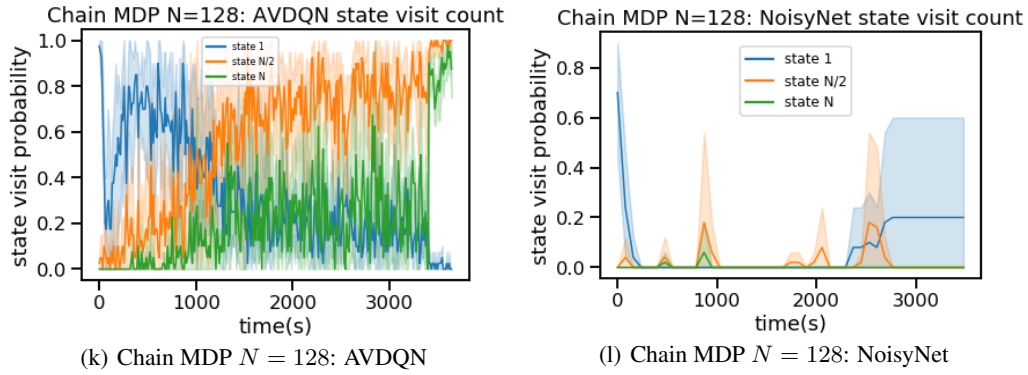 Chain MDP N=128: AVDQN state visit count
state visit probability
1.0
0.8
0.6
0.4
0.2
0.0
state 1
state N/2
state N
0
1000
2000
3000
time(s)
(k) Chain MDP N = 128: AVDQN
Chain MDP N=128: NoisyNet state visit count
state visit probability
0.8
0.6
0.4
0.2
0.0
state 1
state N/2
state N
0
1000
2000
3000
time(s)
(l) Chain MDP N = 128: NoisyNet